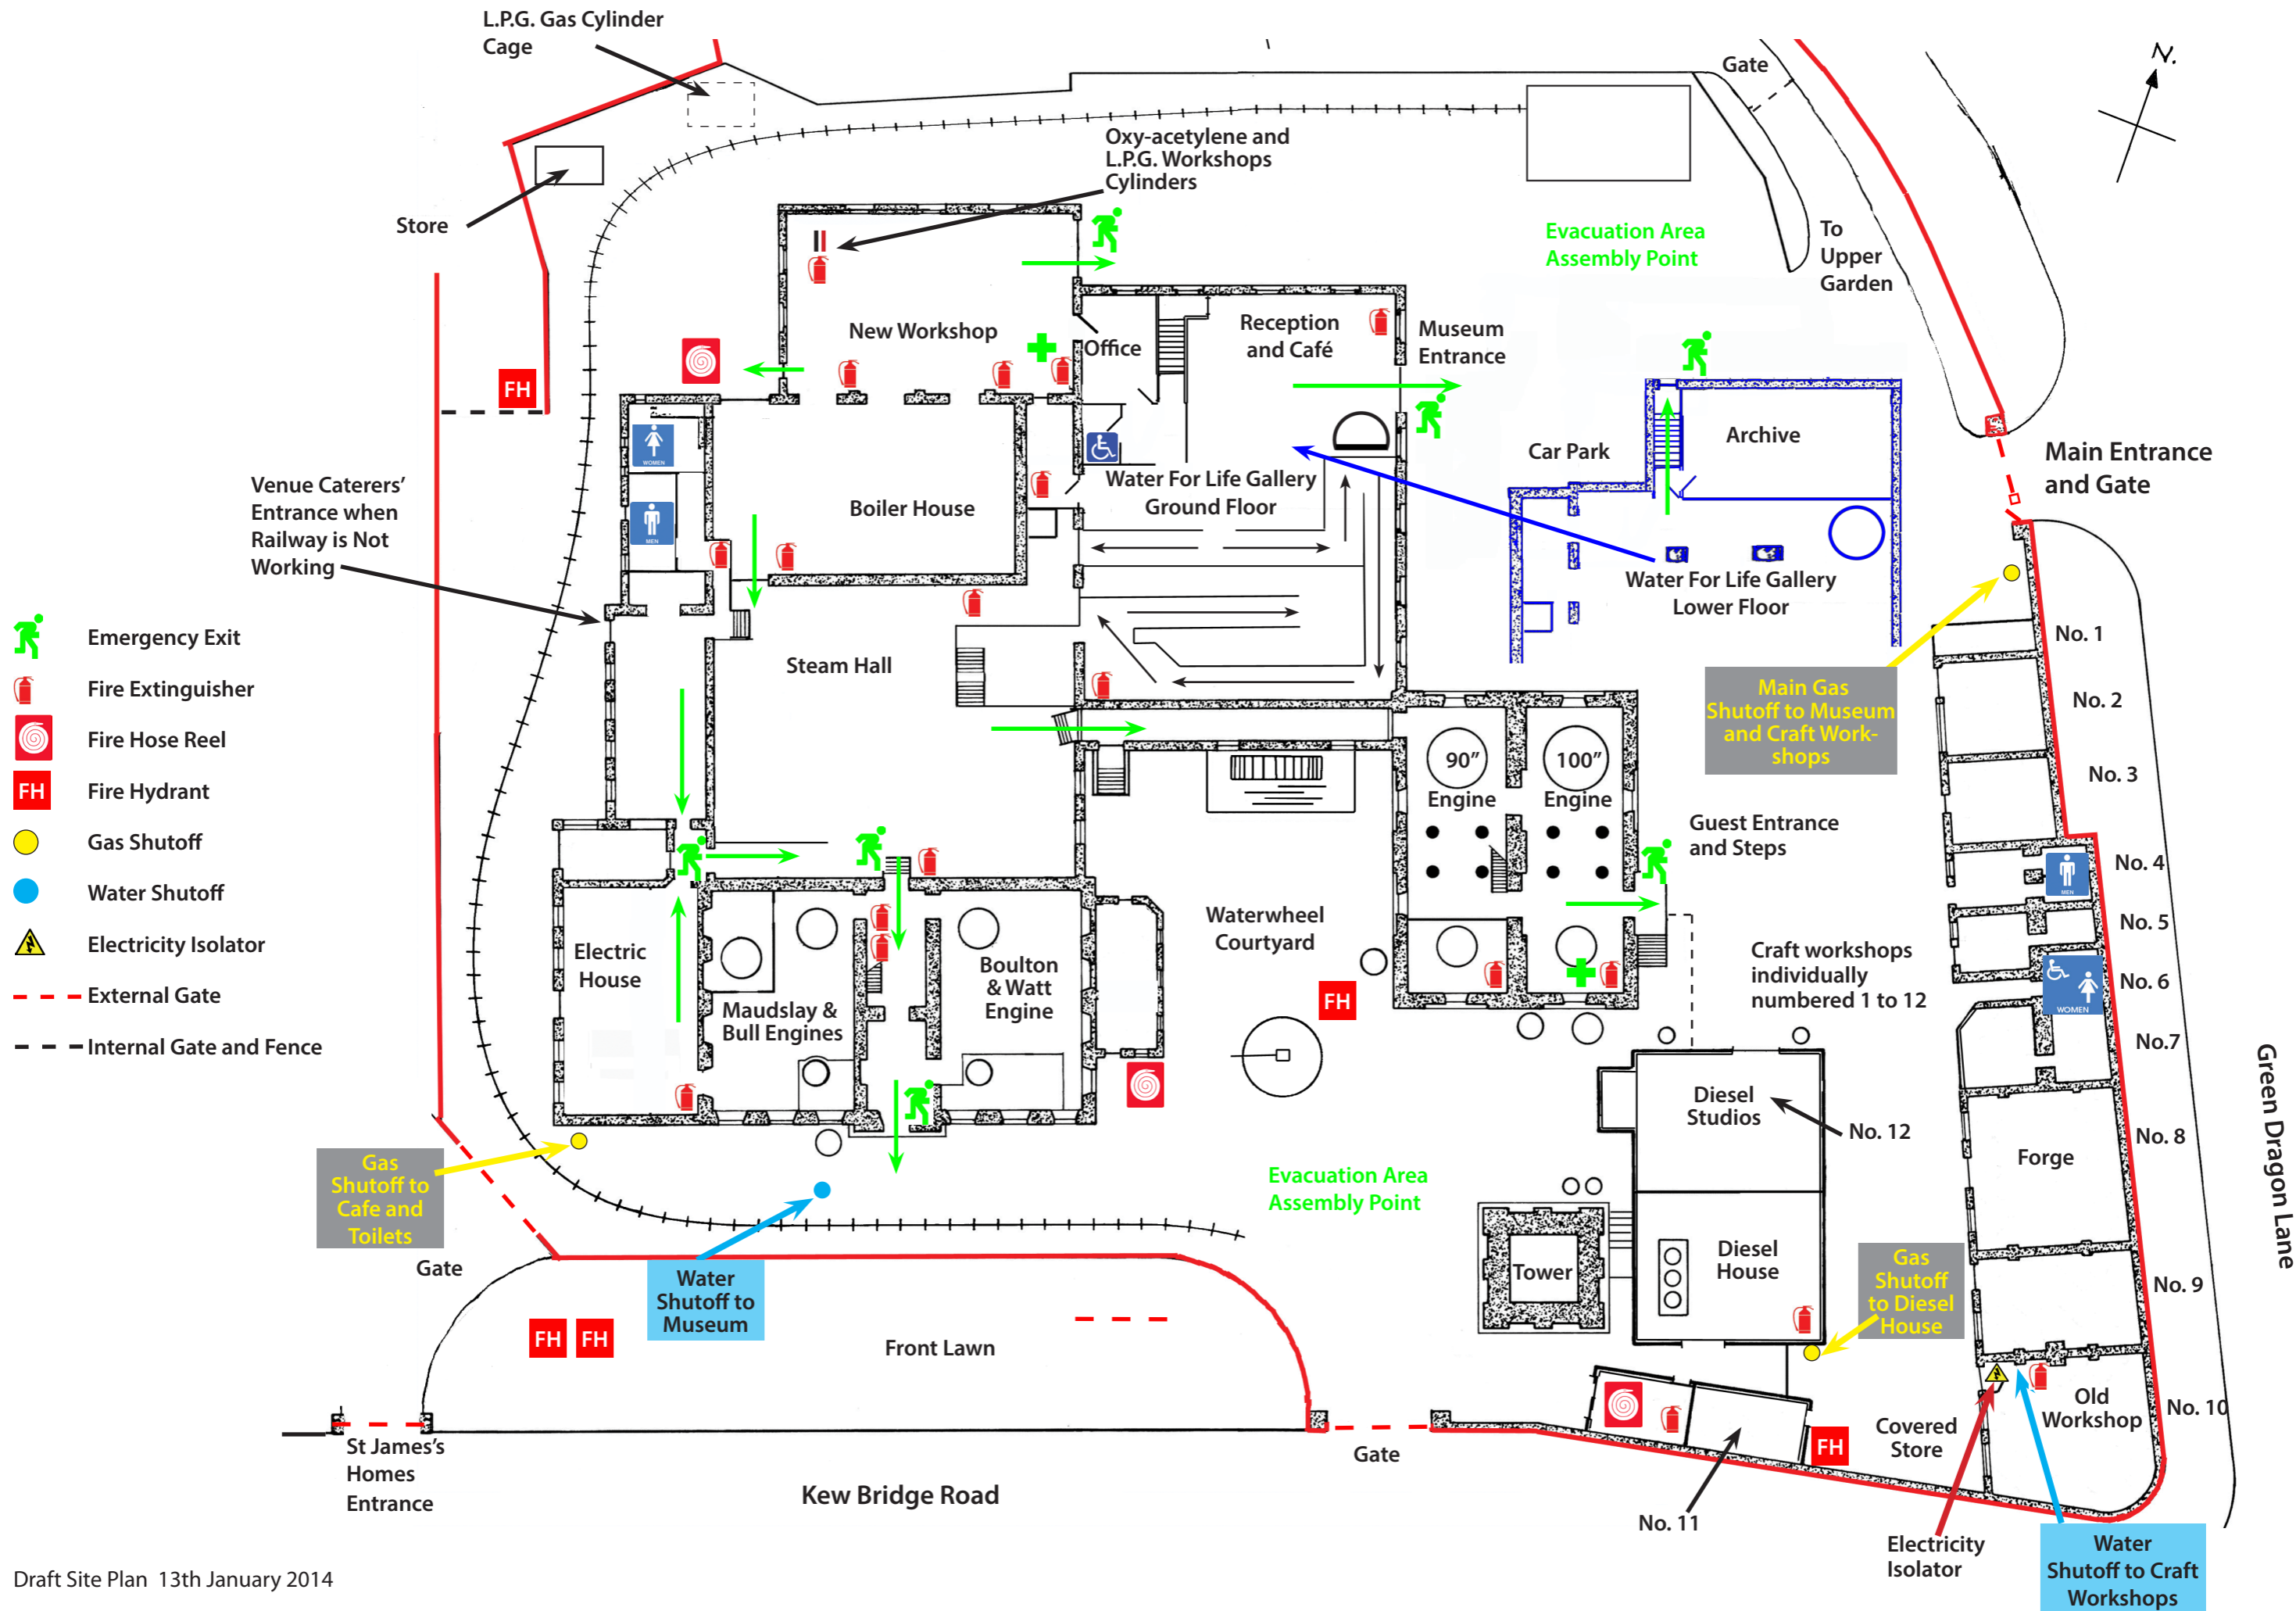 L.P.G. Gas Cylinder
Cage
Gate
N.
Oxy-acetylene and
L.P.G. Workshops
Cylinders
Store
Evacuation Area
Assembly Point
To
Upper
Garden
New Workshop
Office
Reception
and Café
Museum
Entrance
FH
WOMEN
MEN
Boiler House
Water For Life Gallery
Ground Floor
Car Park
Archive
Main Entrance
and Gate
Venue Caterers’
Entrance when
Railway is Not
Working
Water For Life Gallery
Lower Floor
Steam Hall
Main Gas
Shutoff to Museum
and Craft Work-
shops
No. 1
No. 2
No. 3
No. 4
No. 5
No. 6
No.7
No. 8
No. 9
No. 10
Emergency Exit
Fire Extinguisher
Fire Hose Reel
FH
Fire Hydrant
Gas Shutoff
Water Shutoff
Electricity Isolator
External Gate
Internal Gate and Fence
90”
Engine
100”
Engine
Guest Entrance
and Steps
MEN
WOMEN
Electric
House
Maudslay &
Bull Engines
Boulton
& Watt
Engine
Waterwheel
Courtyard
FH
Craft workshops
individually
numbered 1 to 12
Diesel
Studios
No. 12
Forge
Green Dragon Lane
Gas
Shutoff to
Cafe and
Toilets
Evacuation Area
Assembly Point
Tower
Diesel
House
Gas
Shutoff
to Diesel
House
Gate
Water
Shutoff to
Museum
FH
FH
Front Lawn
Old
Workshop
Covered
Store
FH
St James’s
Homes
Entrance
Gate
Kew Bridge Road
No. 11
Electricity
Isolator
Water
Shutoff to Craft
Workshops
Draft Site Plan 13th January 2014